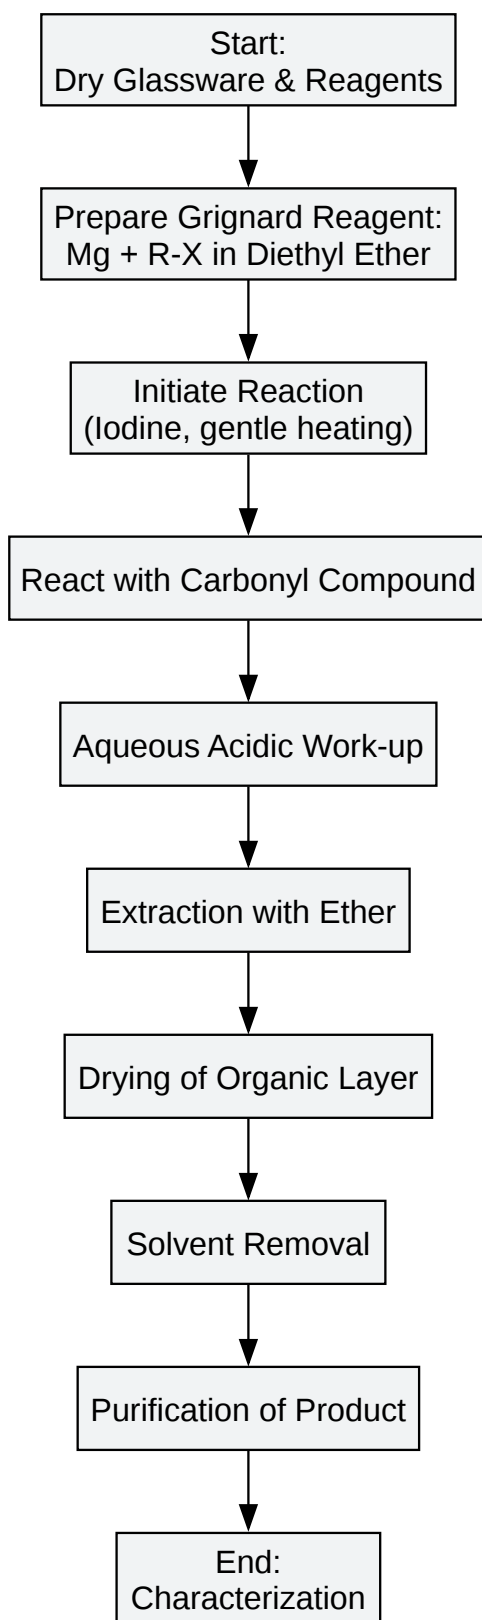 Start:
Dry Glassware & Reagents
Prepare Grignard Reagent:
Mg + R-X in Diethyl Ether
Initiate Reaction
(Iodine, gentle heating)
React with Carbonyl Compound
Aqueous Acidic Work-up
Extraction with Ether
Drying of Organic Layer
Solvent Removal
Purification of Product
End:
Characterization